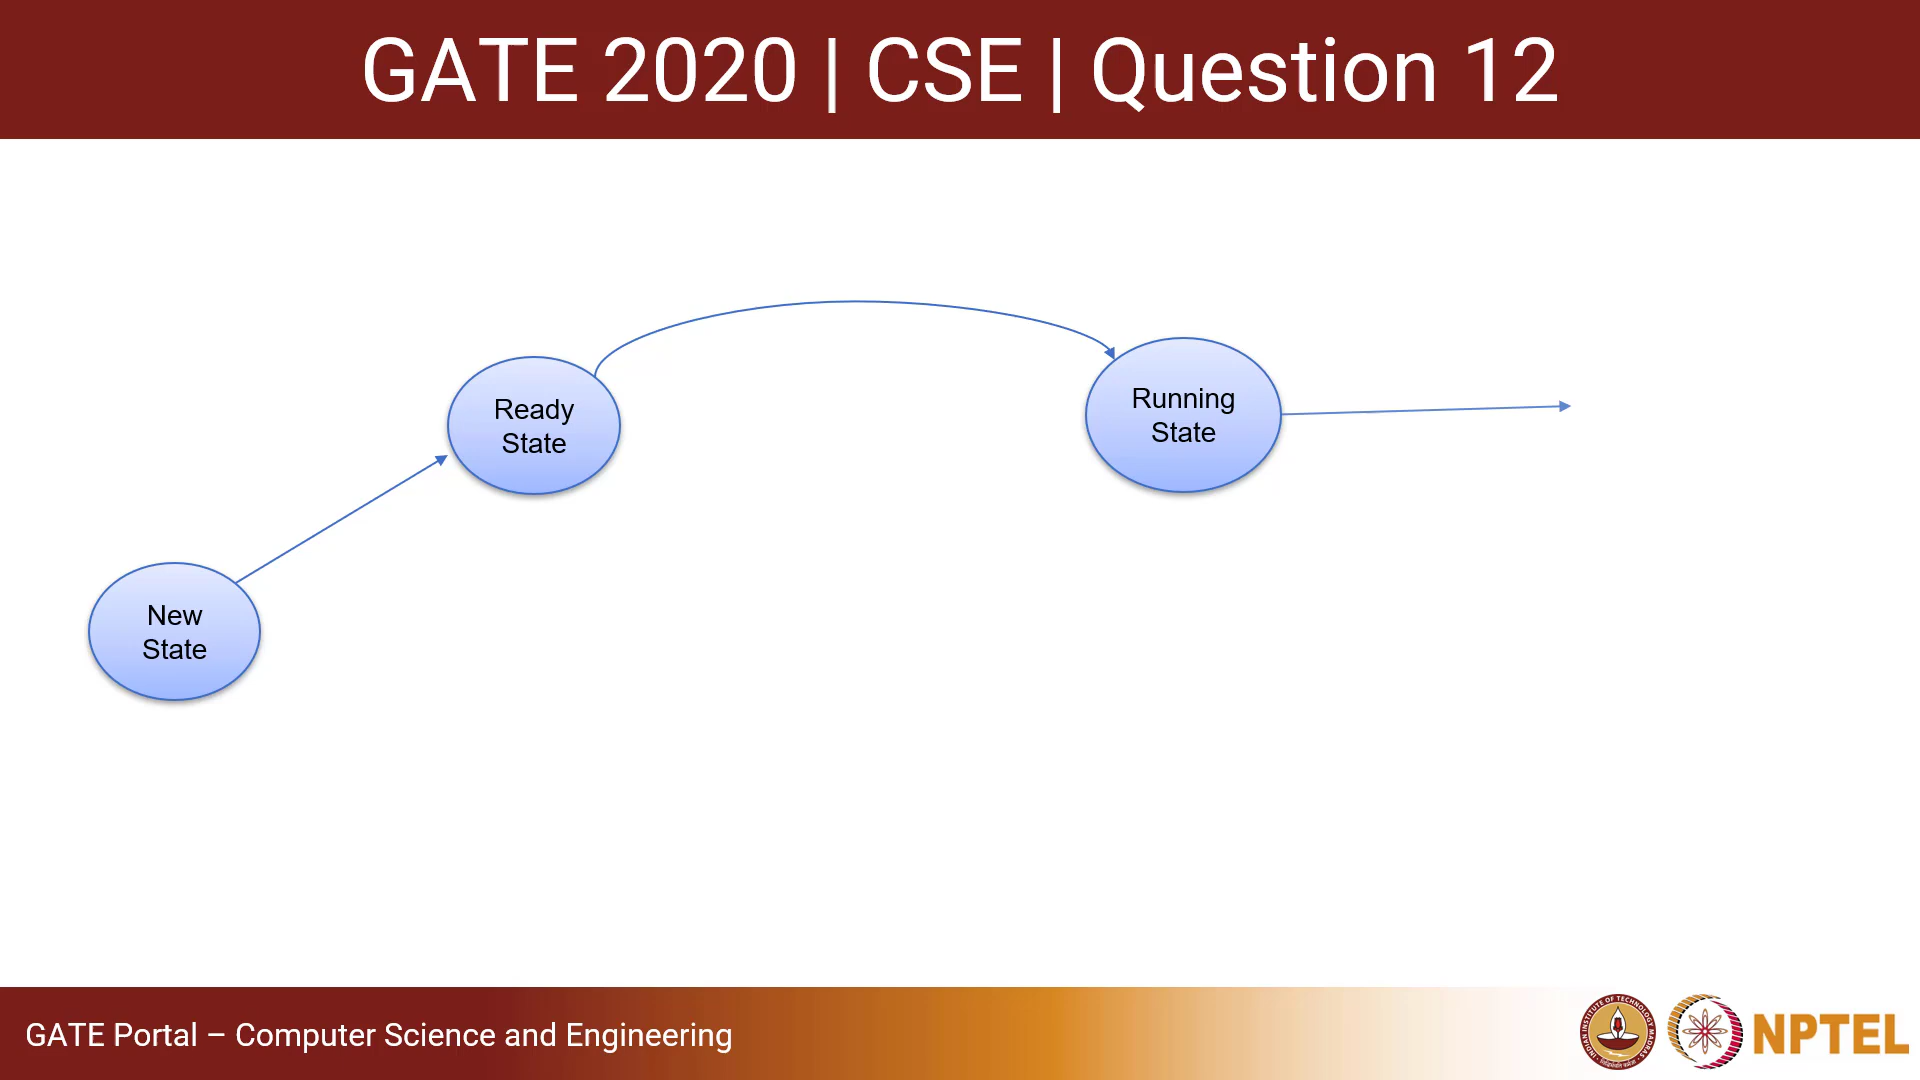 GATE 2020 | CSE | Question 12
Ready
State
Running
State
New
State
GATE Portal – Computer Science and Engineering
NPTEL